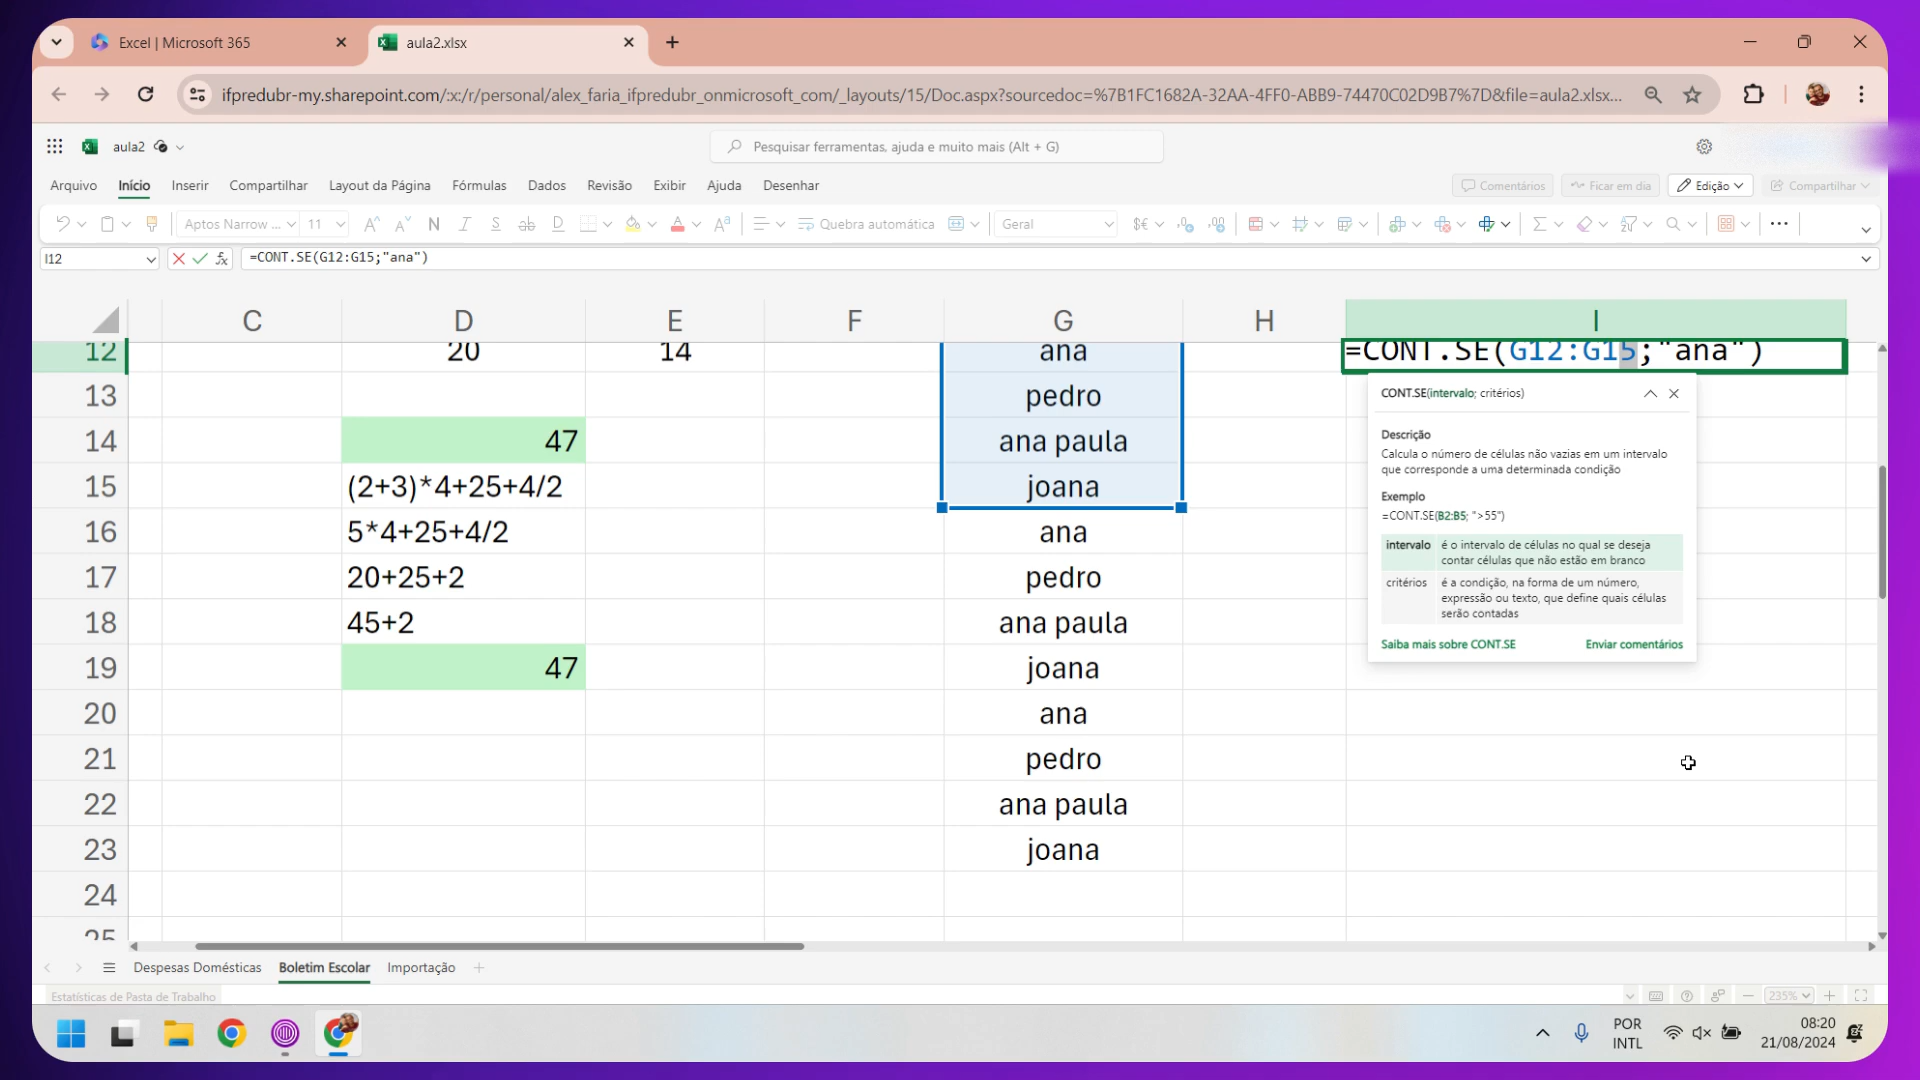 Excel | Microsoft 365
aula2.xlsx
ifpredubr-my.sharepoint.com/:x:/r/personal/alex_faria_ifpredubr_onmicrosoft_com/_layouts/15/Doc.aspx?sourcedoc=%7B1FC1682A-32AA-4FF0-ABB9-74470C02D9B7%7D&file=aula2.xlsx...
aula2
Pesquisar ferramentas, ajuda e muito mais (Alt + G)
Arquivo Início Inserir Compartilhar Layout da Página Fórmulas Dados Revisão Exibir Ajuda Desenhar Comentários Ficar em dia Edição Compartilhar
Aptos Narrow ... 11 N I S ab D Quebra automática Geral
I12 =CONT.SE(G12:G15;"ana")
C D E F G H I
12 20 14 ana =CONT.SE(G12:G15;"ana")
13 pedro
14 47 ana paula
15 (2+3)*4+25+4/2 joana
16 5*4+25+4/2 ana
17 20+25+2 pedro
18 45+2 ana paula
19 47 joana
20 ana
21 pedro
22 ana paula
23 joana
24
25
CONT.SE(intervalo; critérios)
Descrição
Calcula o número de células não vazias em um intervalo
que corresponde a uma determinada condição
Exemplo
=CONT.SE(B2:B5; ">55")
intervalo é o intervalo de células no qual se deseja
contar células que não estão em branco
critérios é a condição, na forma de um número,
expressão ou texto, que define quais células
serão contadas
Saiba mais sobre CONT.SE Enviar comentários
Despesas Domésticas Boletim Escolar Importação
Estatísticas de Pasta de Trabalho 235%
POR
INTL
08:20
21/08/2024